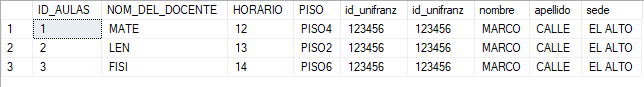 ID_AULAS NOM_DEL_DOCENTE HORARIO PISO id_unifranz id_unifranz nombre apellido sede
1 1 MATE 12 PISO4 123456 123456 MARCO CALLE EL ALTO
2 2 LEN 13 PISO2 123456 123456 MARCO CALLE EL ALTO
3 3 FISI 14 PISO6 123456 123456 MARCO CALLE EL ALTO